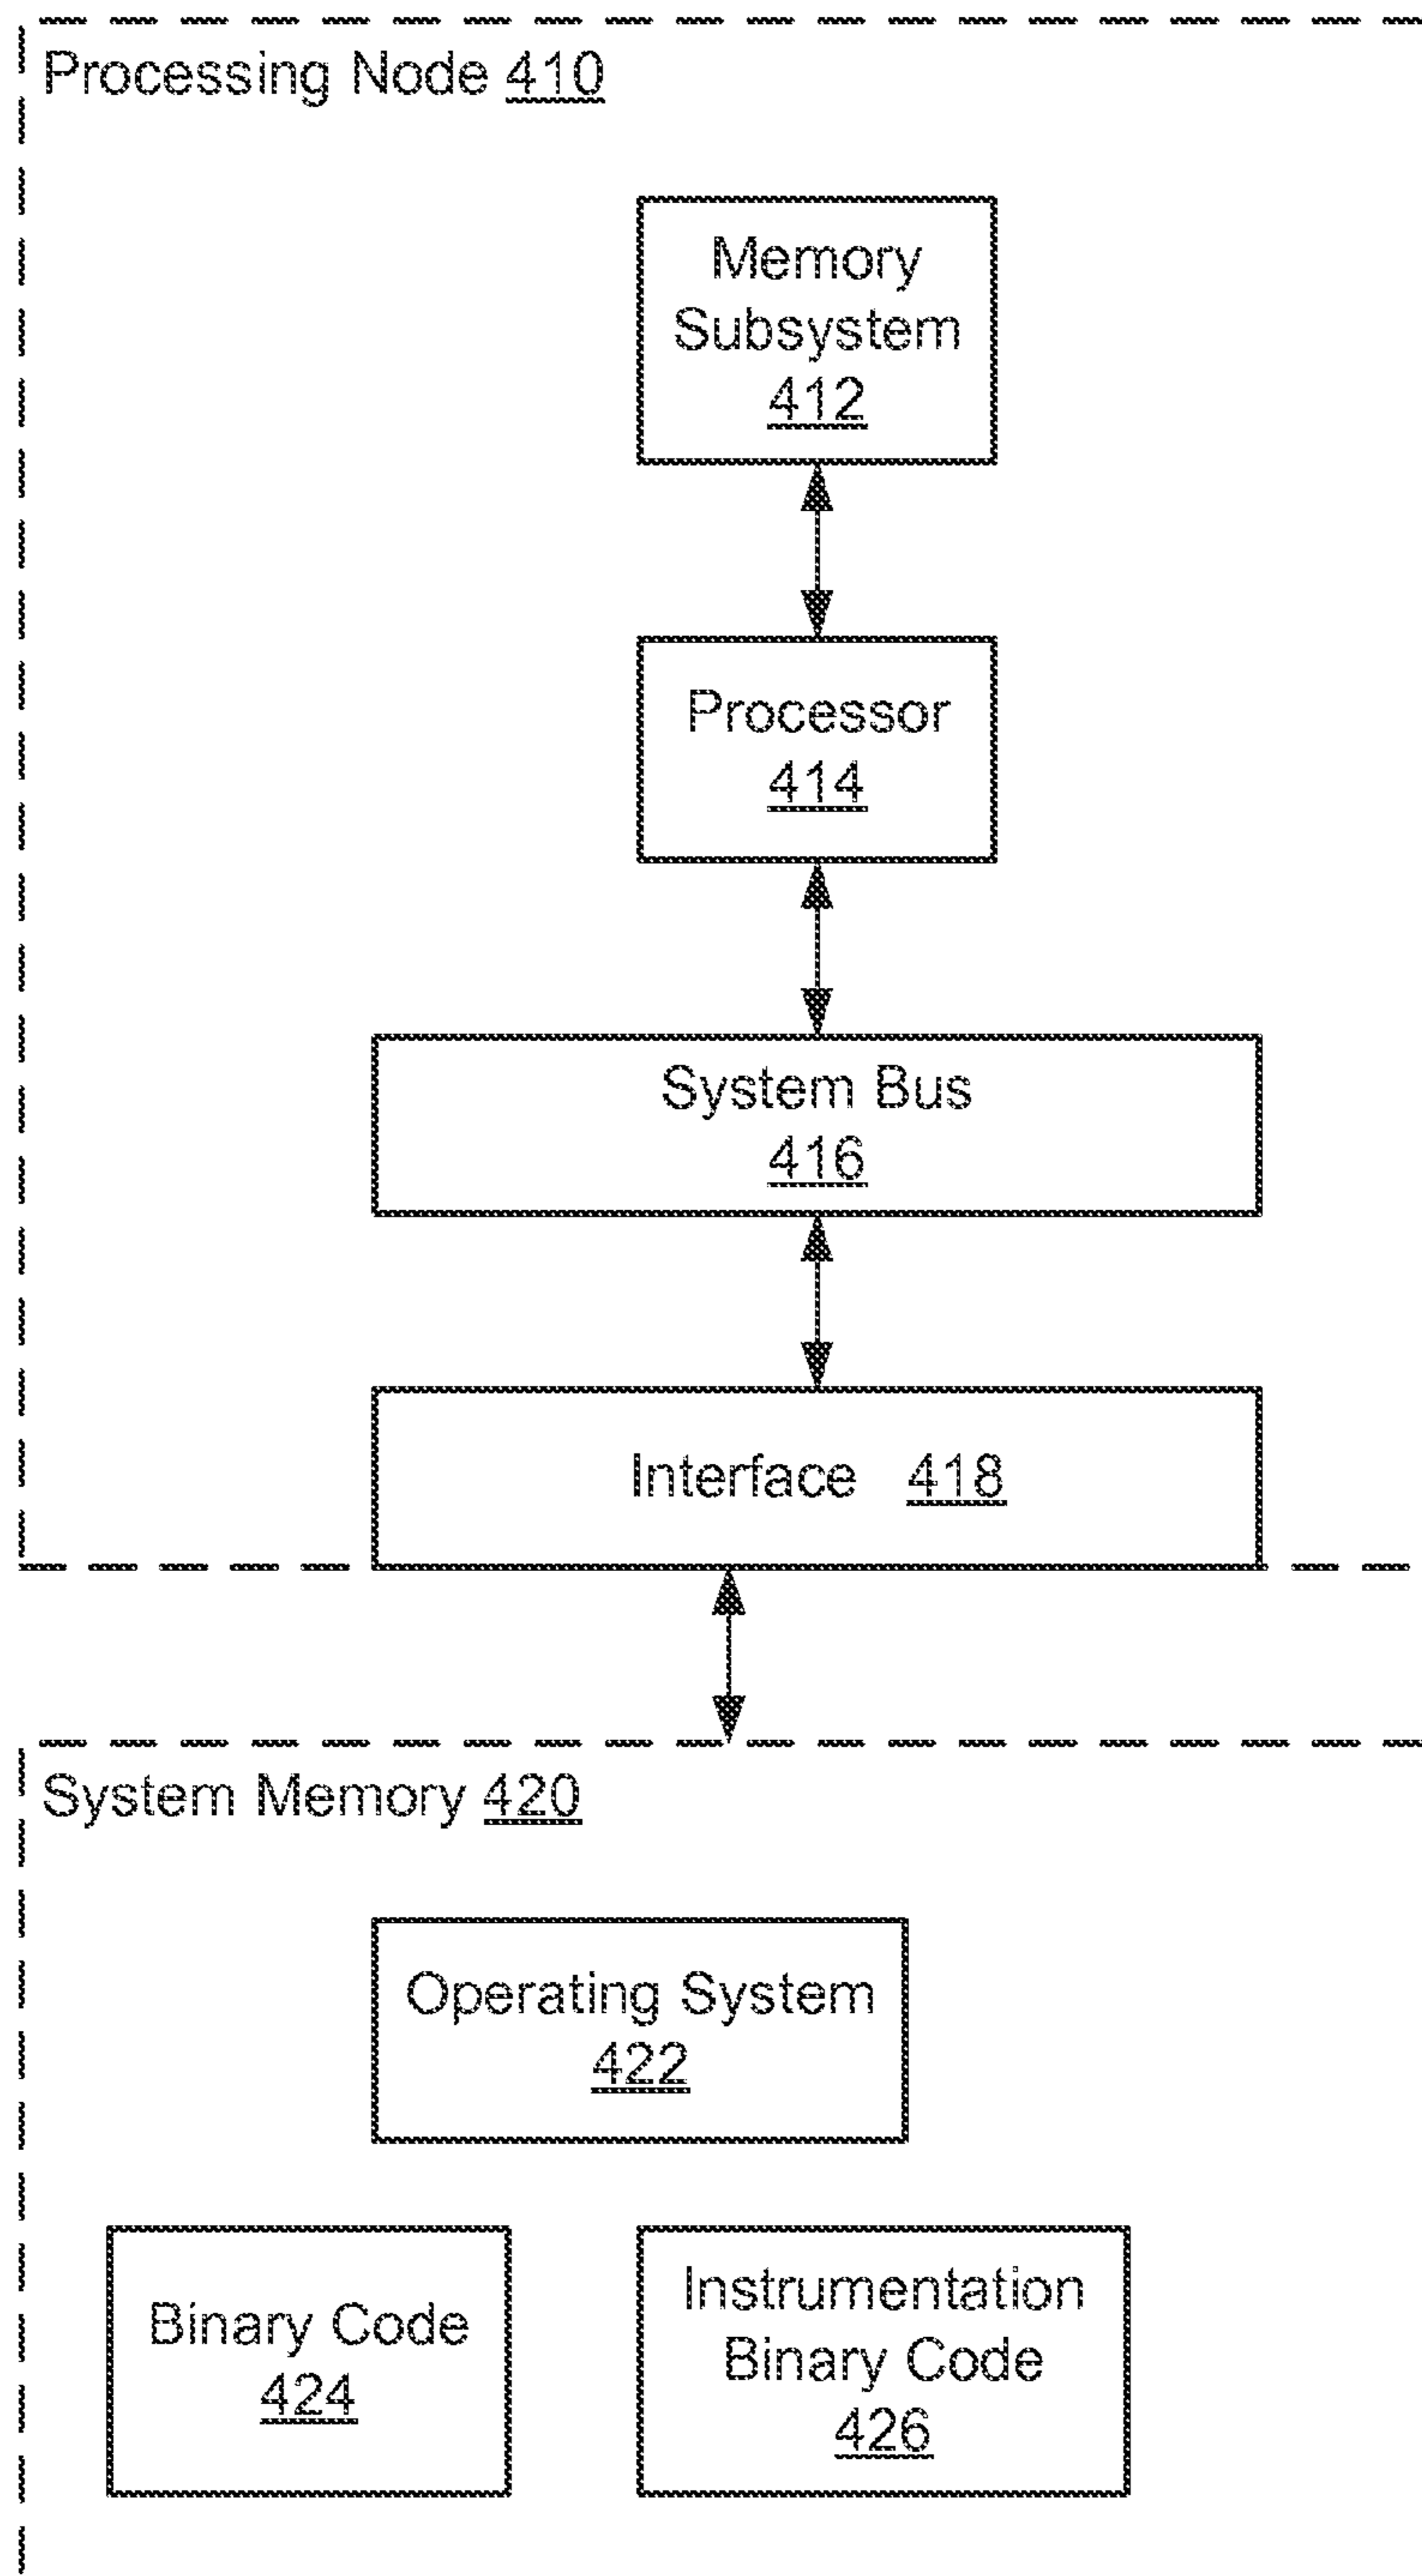 Processing Node 410
Memory
Subsystem
412
Processor
414
System Bus
416
Interface 418
System Memory 420
Operating System
422
Binary Code
424
Instrumentation
Binary Code
426